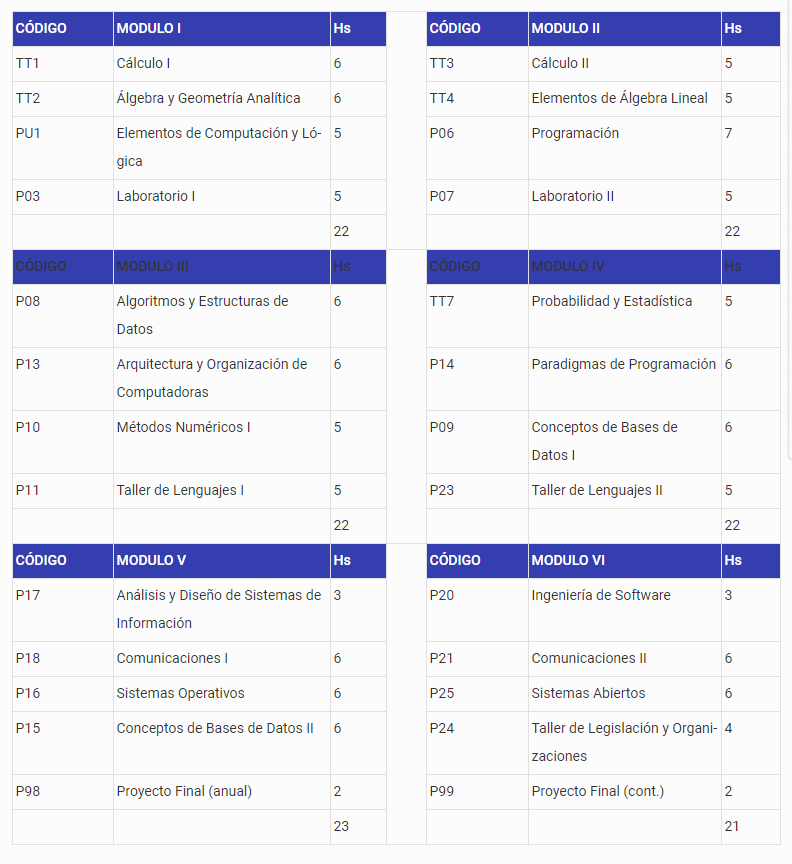 CÓDIGO MODULO I Hs CÓDIGO MODULO II Hs
TT1 Cálculo I 6 TT3 Cálculo II 5
TT2 Álgebra y Geometría Analítica 6 TT4 Elementos de Álgebra Lineal 5
PU1 Elementos de Computación y Ló- 5 P06 Programación 7
gica
P03 Laboratorio I 5 P07 Laboratorio II 5
22 22
CÓDIGO MODULO III Hs CÓDIGO MODULO IV Hs
P08 Algoritmos y Estructuras de 6 TT7 Probabilidad y Estadística 5
Datos
P13 Arquitectura y Organización de 6 P14 Paradigmas de Programación 6
Computadoras
P10 Métodos Numéricos I 5 P09 Conceptos de Bases de 6
Datos I
P11 Taller de Lenguajes I 5 P23 Taller de Lenguajes II 5
22 22
CÓDIGO MODULO V Hs CÓDIGO MODULO VI Hs
P17 Análisis y Diseño de Sistemas de 3 P20 Ingeniería de Software 3
Información
P18 Comunicaciones I 6 P21 Comunicaciones II 6
P16 Sistemas Operativos 6 P25 Sistemas Abiertos 6
P15 Conceptos de Bases de Datos II 6 P24 Taller de Legislación y Organi- 4
zaciones
P98 Proyecto Final (anual) 2 P99 Proyecto Final (cont.) 2
23 21